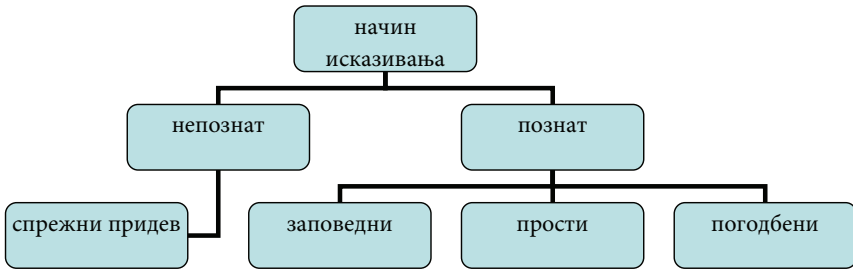 начин
исказивања
непознат
познат
спрежни придев
заповедни
прости
погодбени